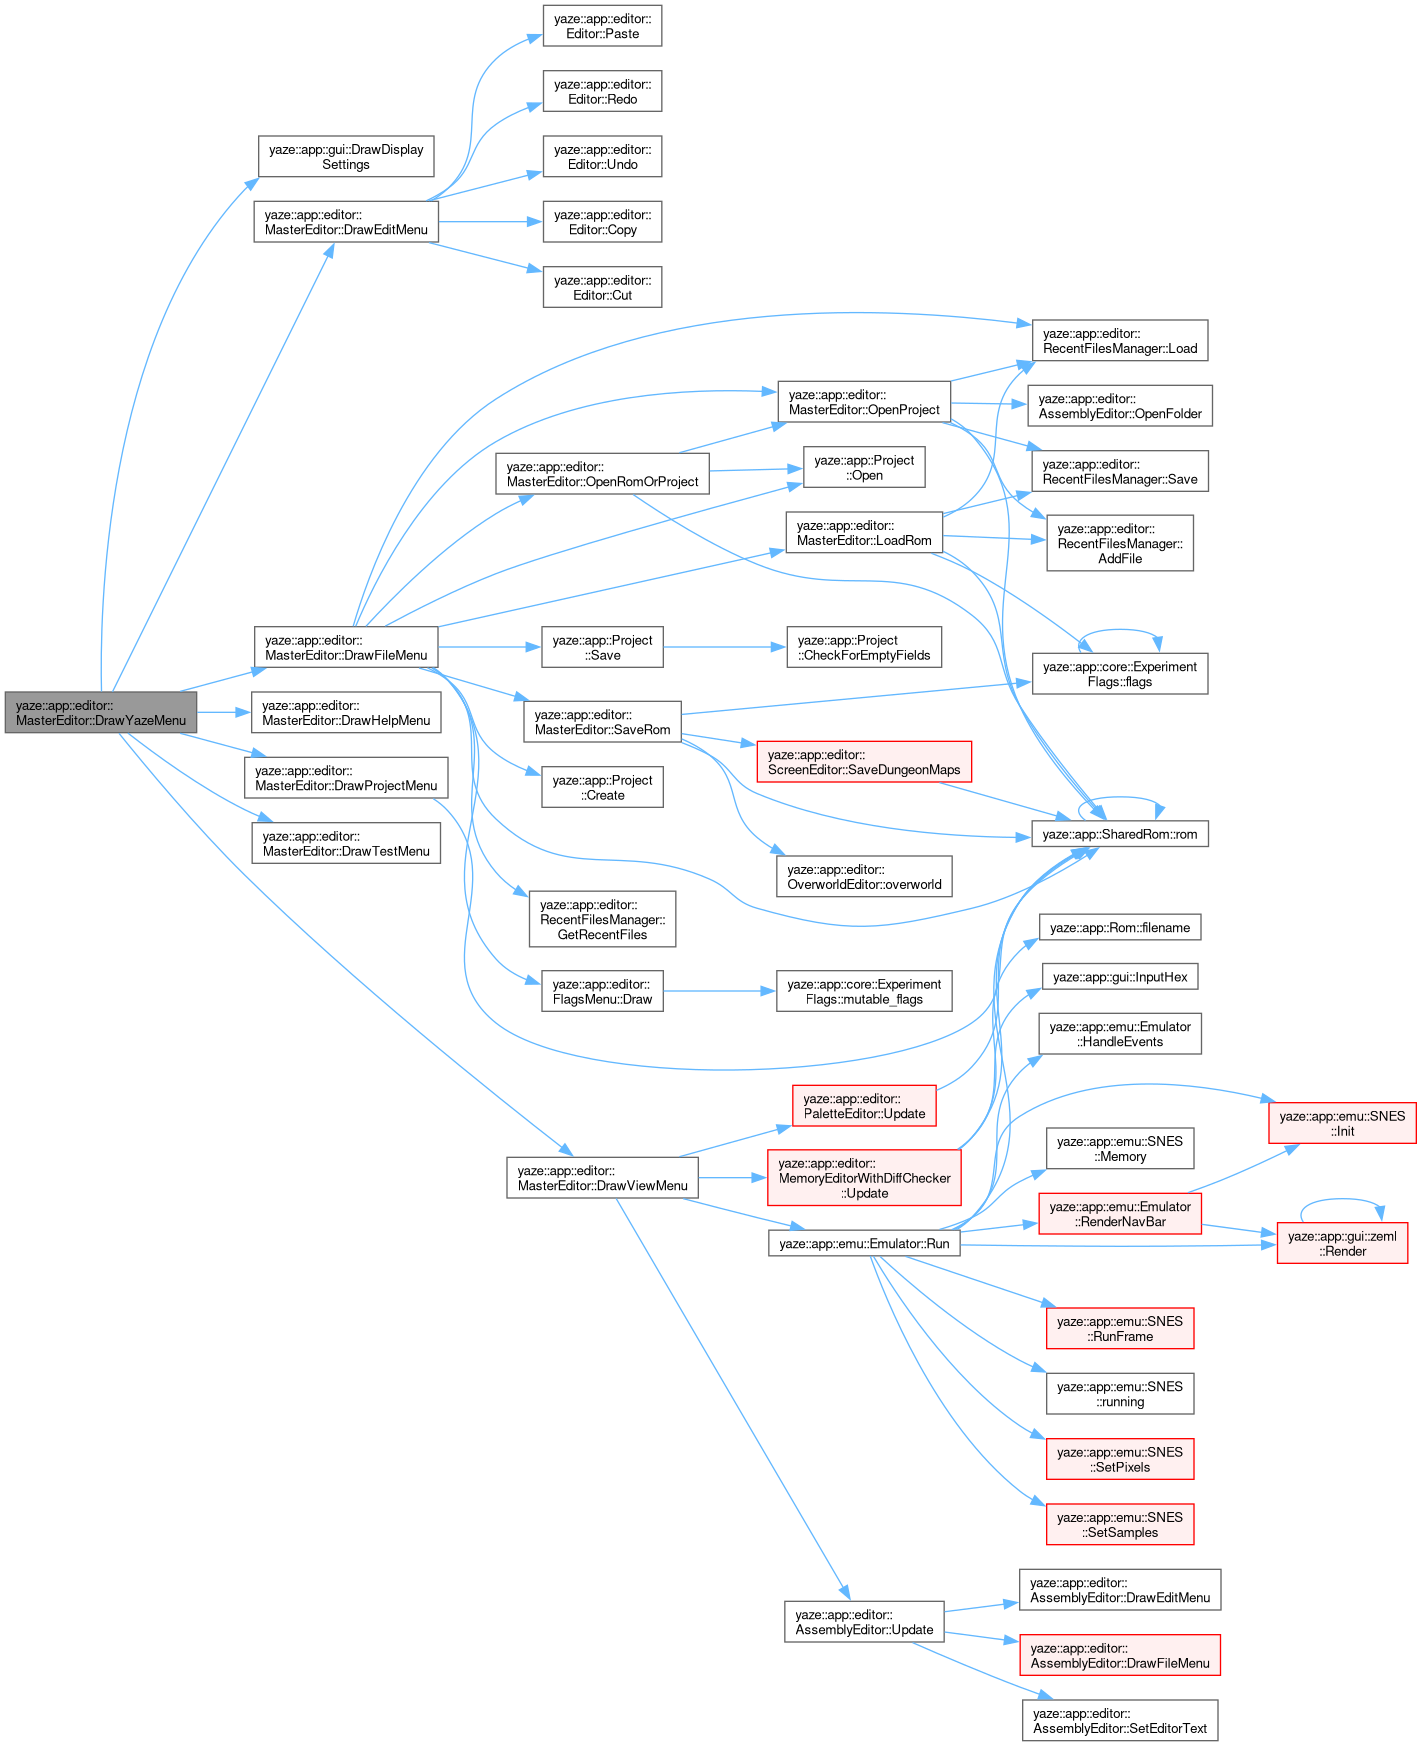 yaze::app::editor::
Editor::Paste
yaze::app::editor::
Editor::Redo
yaze::app::gui::DrawDisplay
Settings
yaze::app::editor::
Editor::Undo
yaze::app::editor::
MasterEditor::DrawEditMenu
yaze::app::editor::
Editor::Copy
yaze::app::editor::
Editor::Cut
yaze::app::editor::
RecentFilesManager::Load
yaze::app::editor::
MasterEditor::OpenProject
yaze::app::editor::
AssemblyEditor::OpenFolder
yaze::app::editor::
MasterEditor::OpenRomOrProject
yaze::app::Project
::Open
yaze::app::editor::
RecentFilesManager::Save
yaze::app::editor::
MasterEditor::LoadRom
yaze::app::editor::
RecentFilesManager::
AddFile
yaze::app::editor::
MasterEditor::DrawFileMenu
yaze::app::Project
::Save
yaze::app::Project
::CheckForEmptyFields
yaze::app::core::Experiment
Flags::flags
yaze::app::editor::
MasterEditor::DrawYazeMenu
yaze::app::editor::
MasterEditor::DrawHelpMenu
yaze::app::editor::
MasterEditor::SaveRom
yaze::app::editor::
ScreenEditor::SaveDungeonMaps
yaze::app::editor::
MasterEditor::DrawProjectMenu
yaze::app::Project
::Create
yaze::app::editor::
MasterEditor::DrawTestMenu
yaze::app::SharedRom::rom
yaze::app::editor::
OverworldEditor::overworld
yaze::app::editor::
RecentFilesManager::
GetRecentFiles
yaze::app::Rom::filename
yaze::app::editor::
FlagsMenu::Draw
yaze::app::core::Experiment
Flags::mutable_flags
yaze::app::gui::InputHex
yaze::app::emu::Emulator
::HandleEvents
yaze::app::editor::
PaletteEditor::Update
yaze::app::emu::SNES
::Init
yaze::app::emu::SNES
::Memory
yaze::app::editor::
MasterEditor::DrawViewMenu
yaze::app::editor::
MemoryEditorWithDiffChecker
::Update
yaze::app::emu::Emulator
::RenderNavBar
yaze::app::emu::Emulator::Run
yaze::app::gui::zeml
::Render
yaze::app::emu::SNES
::RunFrame
yaze::app::emu::SNES
::running
yaze::app::emu::SNES
::SetPixels
yaze::app::emu::SNES
::SetSamples
yaze::app::editor::
AssemblyEditor::Update
yaze::app::editor::
AssemblyEditor::DrawEditMenu
yaze::app::editor::
AssemblyEditor::DrawFileMenu
yaze::app::editor::
AssemblyEditor::SetEditorText